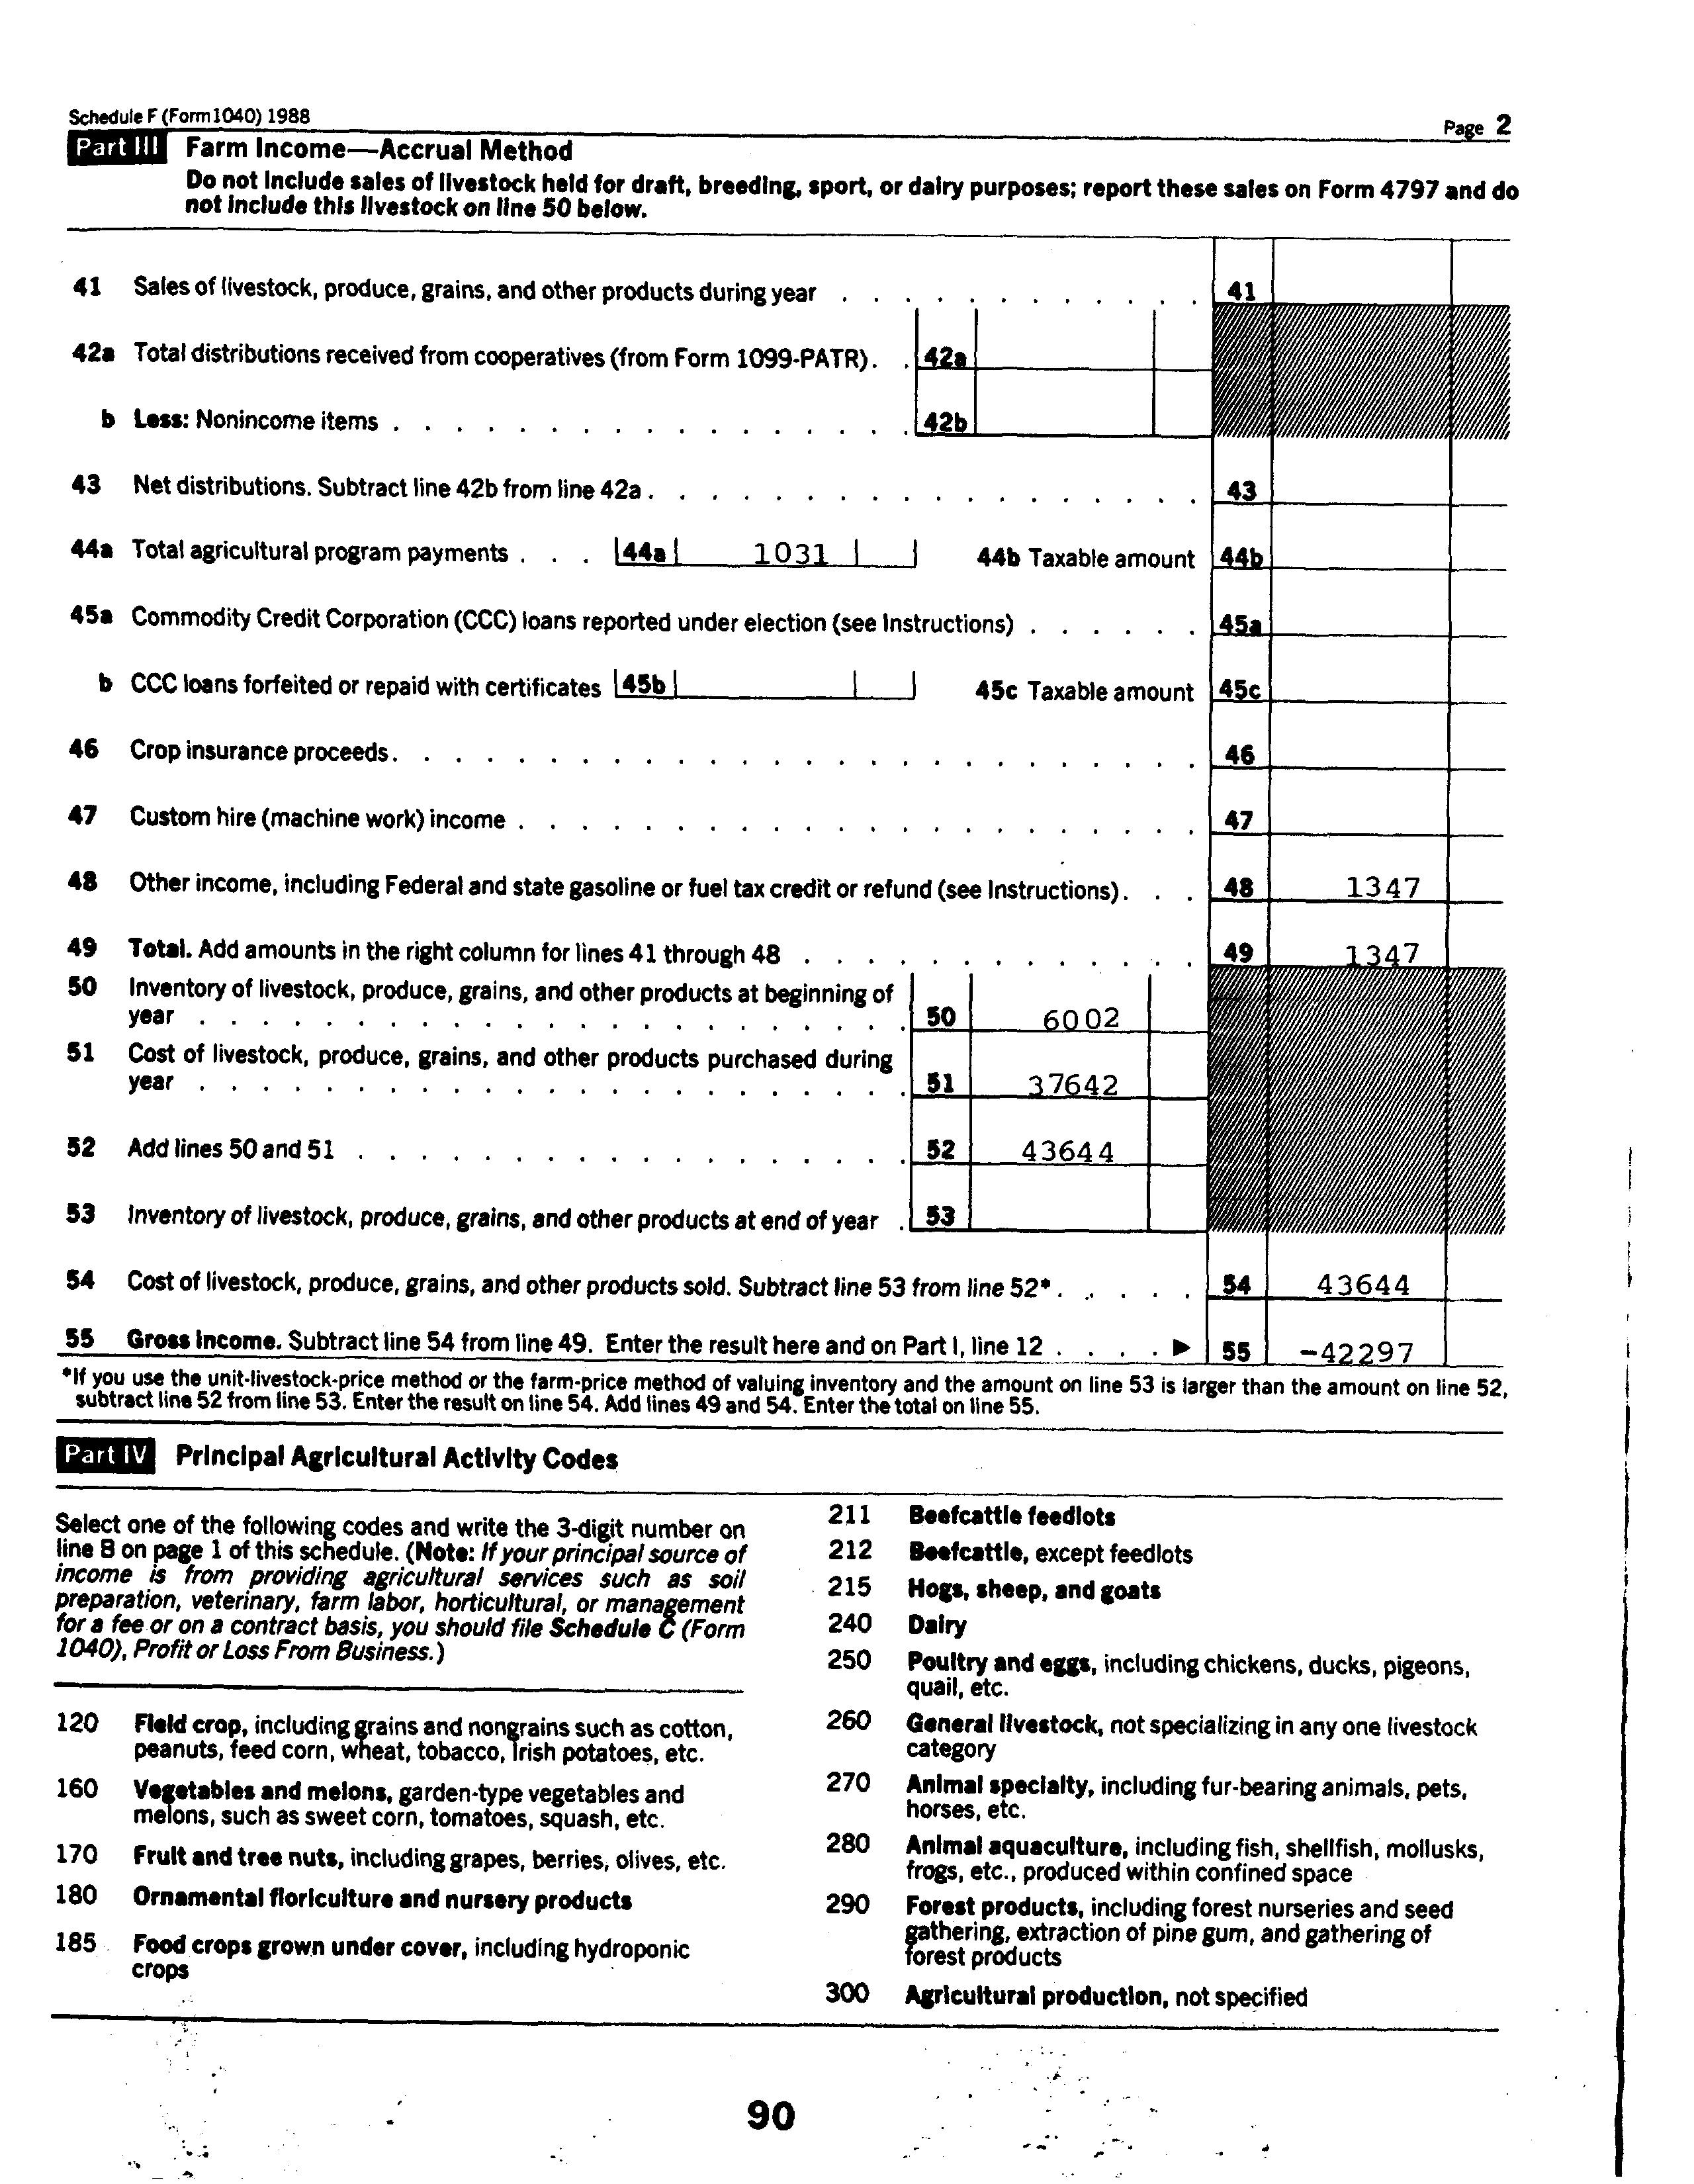 Schedule F (Form 1040) 1988 Page 2
Part III Farm Income—Accrual Method
Do not include sales of livestock held for draft, breeding, sport, or dairy purposes; report these sales on Form 4797 and do
not include this livestock on line 50 below.
41 Sales of livestock, produce, grains, and other products during year . . . . . . . . . . . . 41
42a Total distributions received from cooperatives (from Form 1099-PATR) . . 42a
b Less: Nonincome items . . . . . . . . . . . . . . . . . 42b
43 Net distributions. Subtract line 42b from line 42a . . . . . . . . . . . . . . . . . . 43
44a Total agricultural program payments . . . 44a 1031 44b Taxable amount 44b
45a Commodity Credit Corporation (CCC) loans reported under election (see Instructions) . . . . . . 45a
b CCC loans forfeited or repaid with certificates 45b 45c Taxable amount 45c
46 Crop insurance proceeds . . . . . . . . . . . . . . . . . . . . . . . . . . 46
47 Custom hire (machine work) income . . . . . . . . . . . . . . . . . . . . . . 47
48 Other income, including Federal and state gasoline or fuel tax credit or refund (see Instructions) . . . 48 1347
49 Total. Add amounts in the right column for lines 41 through 48 . . . . . . . . . . . . . 49 1347
50 Inventory of livestock, produce, grains, and other products at beginning of
year . . . . . . . . . . . . . . . . . . . . . . . 50 6002
51 Cost of livestock, produce, grains, and other products purchased during
year . . . . . . . . . . . . . . . . . . . . . . . 51 37642
52 Add lines 50 and 51 . . . . . . . . . . . . . . . . . . 52 43644
53 Inventory of livestock, produce, grains, and other products at end of year . 53
54 Cost of livestock, produce, grains, and other products sold. Subtract line 53 from line 52* . . . . . 54 43644
55 Gross Income. Subtract line 54 from line 49. Enter the result here and on Part I, line 12 . . . . ▶ 55 -42297
*If you use the unit-livestock-price method or the farm-price method of valuing inventory and the amount on line 53 is larger than the amount on line 52,
subtract line 52 from line 53. Enter the result on line 54. Add lines 49 and 54. Enter the total on line 55.
Part IV Principal Agricultural Activity Codes
Select one of the following codes and write the 3-digit number on
line B on page 1 of this schedule. (Note: If your principal source of
income is from providing agricultural services such as soil
preparation, veterinary, farm labor, horticultural, or management
for a fee or on a contract basis, you should file Schedule C (Form
1040), Profit or Loss From Business.)
120 Field crop, including grains and nongrains such as cotton,
peanuts, feed corn, wheat, tobacco, Irish potatoes, etc.
160 Vegetables and melons, garden-type vegetables and
melons, such as sweet corn, tomatoes, squash, etc.
170 Fruit and tree nuts, including grapes, berries, olives, etc.
180 Ornamental floriculture and nursery products
185 Food crops grown under cover, including hydroponic
crops
211 Beefcattle feedlots
212 Beefcattle, except feedlots
215 Hogs, sheep, and goats
240 Dairy
250 Poultry and eggs, including chickens, ducks, pigeons,
quail, etc.
260 General livestock, not specializing in any one livestock
category
270 Animal specialty, including fur-bearing animals, pets,
horses, etc.
280 Animal aquaculture, including fish, shellfish, mollusks,
frogs, etc., produced within confined space
290 Forest products, including forest nurseries and seed
gathering, extraction of pine gum, and gathering of
forest products
300 Agricultural production, not specified
90